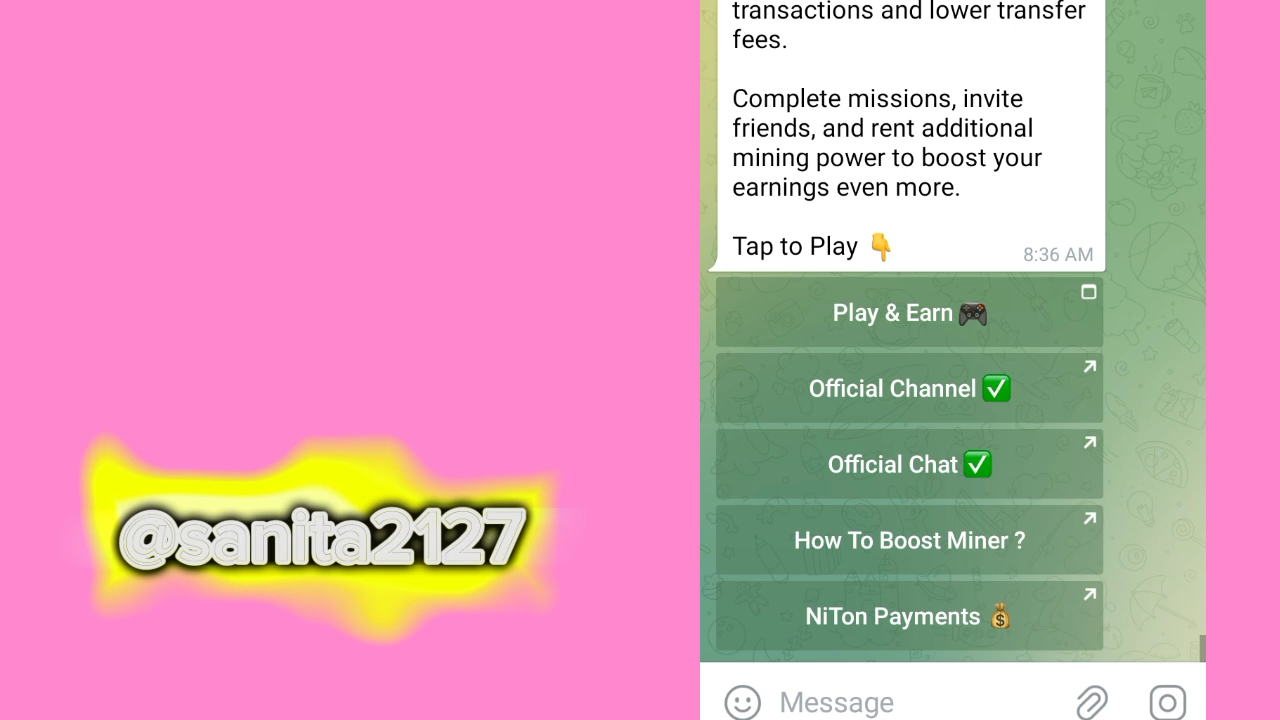 transactions and lower transfer
fees.
Complete missions, invite
friends, and rent additional
mining power to boost your
earnings even more.
Tap to Play 👇
8:36 AM
Play & Earn 🎮
Official Channel ✅
Official Chat ✅
How To Boost Miner ?
NiTon Payments 💰
Message
@sanita2127